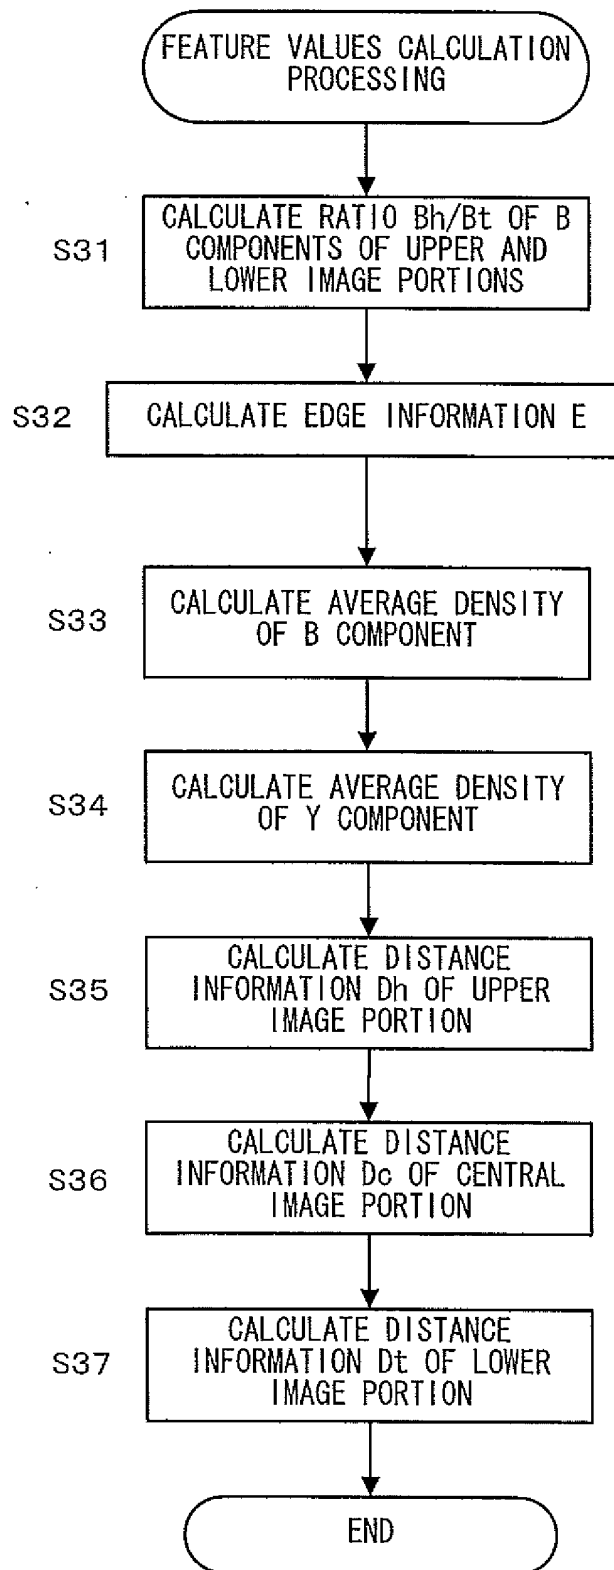 FEATURE VALUES CALCULATION
PROCESSING
S31
CALCULATE RATIO Bh/Bt OF B
COMPONENTS OF UPPER AND
LOWER IMAGE PORTIONS
S32
CALCULATE EDGE INFORMATION E
S33
CALCULATE AVERAGE DENSITY
OF B COMPONENT
S34
CALCULATE AVERAGE DENSITY
OF Y COMPONENT
S35
CALCULATE DISTANCE
INFORMATION Dh OF UPPER
IMAGE PORTION
S36
CALCULATE DISTANCE
INFORMATION Dc OF CENTRAL
IMAGE PORTION
S37
CALCULATE DISTANCE
INFORMATION Dt OF LOWER
IMAGE PORTION
END